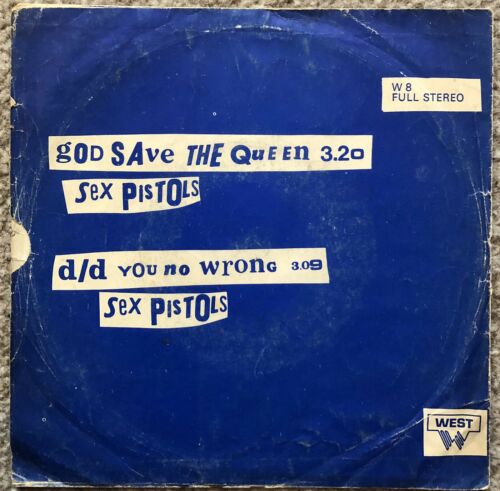 W 8
FULL STEREO
gOD SAve THE QuEEn 3.20
Sex PISTOLS
d/d YOU no wronG 3.09
Sex PISTOLS
WEST
W